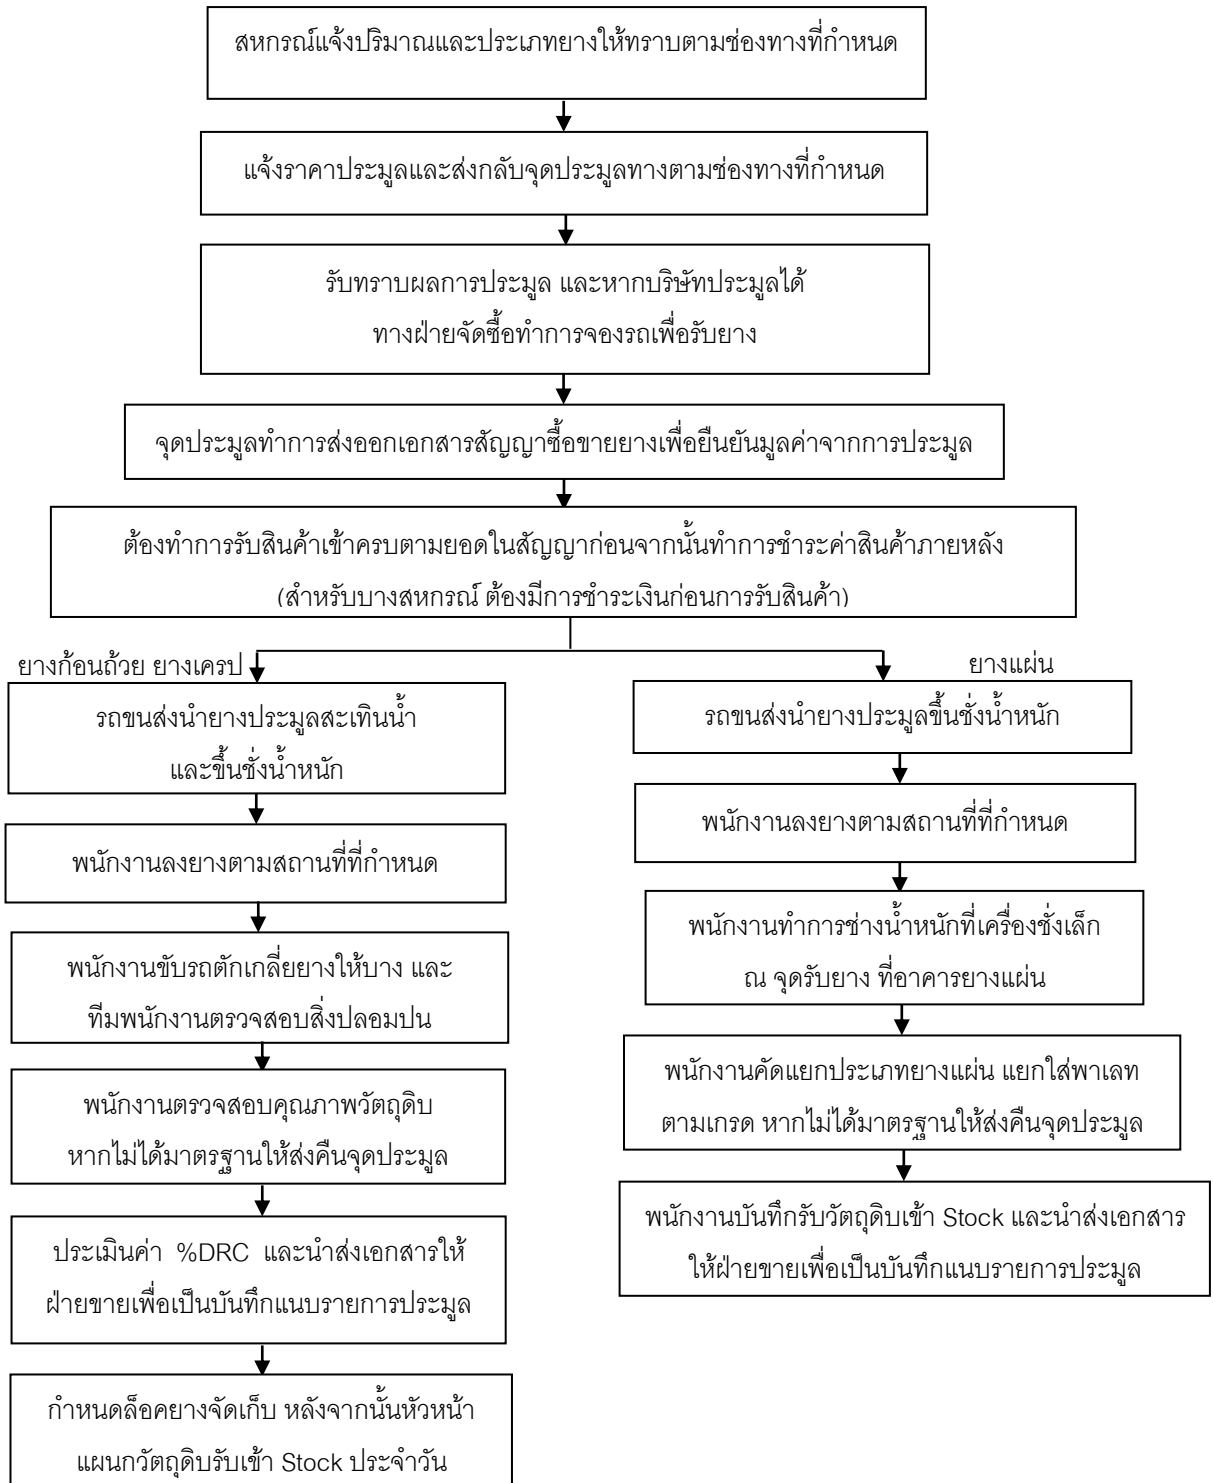 สหกรณ์แจ้งปริมาณและประเภทยางให้ทราบตามช่องทางที่กำหนด
แจ้งราคาประมูลและส่งกลับจุดประมูลทางตามช่องทางที่กำหนด
รับทราบผลการประมูล และหากบริษัทประมูลได้
ทางฝ่ายจัดซื้อทำการจองรถเพื่อรับยาง
จุดประมูลทำการส่งออกเอกสารสัญญาซื้อขายยางเพื่อยืนยันมูลค่าจากการประมูล
ต้องทำการรับสินค้าเข้าครบตามยอดในสัญญาก่อนจากนั้นทำการชำระค่าสินค้าภายหลัง
(สำหรับบางสหกรณ์ ต้องมีการชำระเงินก่อนการรับสินค้า)
ยางก้อนถ้วย ยางเครป
รถขนส่งนำยางประมูลสะเทินน้ำ
และขึ้นชั่งน้ำหนัก
พนักงานลงยางตามสถานที่ที่กำหนด
พนักงานขับรถตักเกลี่ยยางให้บาง และ
ทีมพนักงานตรวจสอบสิ่งปลอมปน
พนักงานตรวจสอบคุณภาพวัตถุดิบ
หากไม่ได้มาตรฐานให้ส่งคืนจุดประมูล
ประเมินค่า %DRC และนำส่งเอกสารให้
ฝ่ายขายเพื่อเป็นบันทึกแนบรายการประมูล
กำหนดล็อคยางจัดเก็บ หลังจากนั้นหัวหน้า
แผนกวัตถุดิบรับเข้า Stock ประจำวัน
ยางแผ่น
รถขนส่งนำยางประมูลขึ้นชั่งน้ำหนัก
พนักงานลงยางตามสถานที่ที่กำหนด
พนักงานทำการช่างน้ำหนักที่เครื่องชั่งเล็ก
ณ จุดรับยาง ที่อาคารยางแผ่น
พนักงานคัดแยกประเภทยางแผ่น แยกใส่พาเลท
ตามเกรด หากไม่ได้มาตรฐานให้ส่งคืนจุดประมูล
พนักงานบันทึกรับวัตถุดิบเข้า Stock และนำส่งเอกสาร
ให้ฝ่ายขายเพื่อเป็นบันทึกแนบรายการประมูล